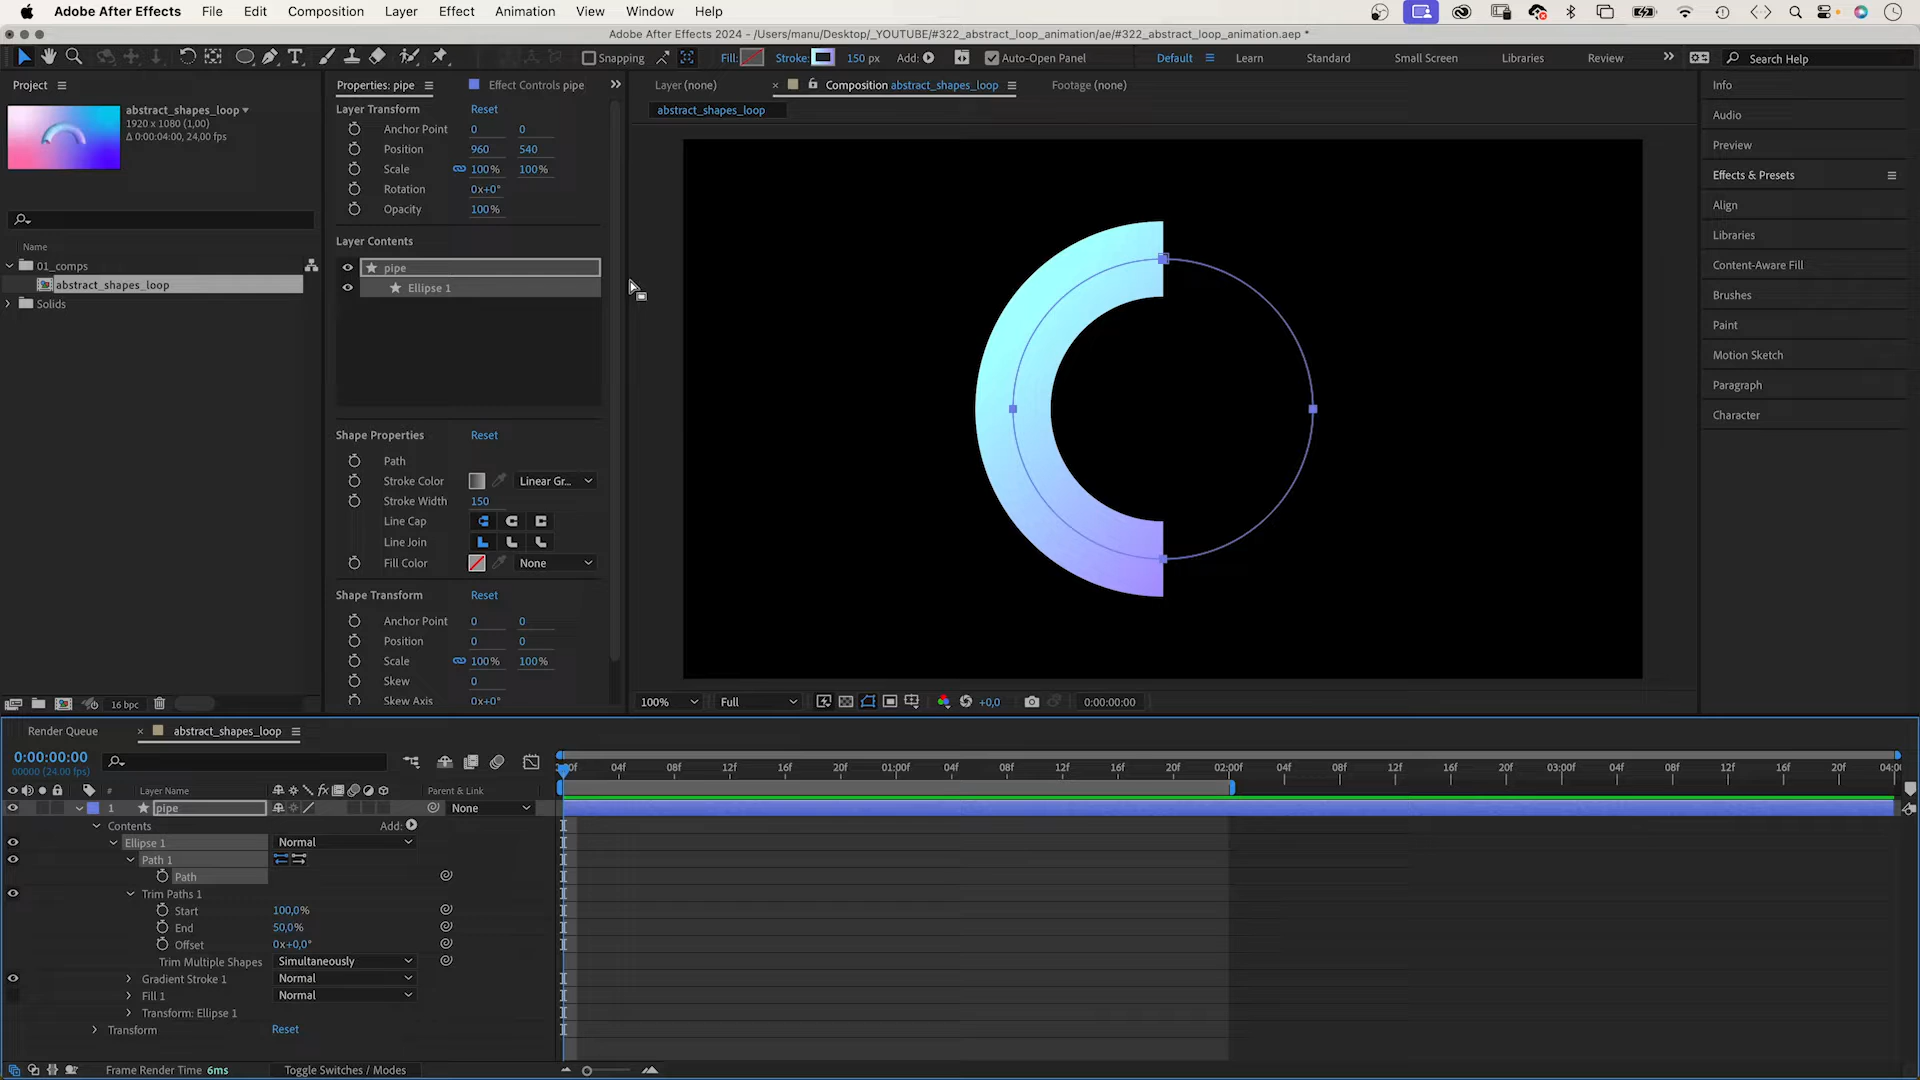 Adobe After Effects File Edit Composition Layer Effect Animation View Window Help
Adobe After Effects 2024 - /Users/manu/Desktop/_YOUTUBE/#322_abstract_loop_animation/ae/#322_abstract_loop_animation.aep *
Snapping Fill: Stroke: 150 px Add: Auto-Open Panel Default Learn Standard Small Screen Libraries Review Search Help
Project
abstract_shapes_loop
1920 x 1080 (1,00)
Δ 0:00:04:00, 24,00 fps
Name
01_comps
abstract_shapes_loop
Solids
16 bpc
Properties: pipe Effect Controls pipe
Layer Transform Reset
Anchor Point 0 0
Position 960 540
Scale 100% 100%
Rotation 0x+0°
Opacity 100%
Layer Contents
pipe
Ellipse 1
Shape Properties Reset
Path
Stroke Color Linear Gr...
Stroke Width 150
Line Cap
Line Join
Fill Color None
Shape Transform Reset
Anchor Point 0 0
Position 0 0
Scale 100% 100%
Skew 0
Skew Axis 0x+0°
Layer (none) Composition abstract_shapes_loop Footage (none)
abstract_shapes_loop
100% Full +0,0 0:00:00:00
Info
Audio
Preview
Effects & Presets
Align
Libraries
Content-Aware Fill
Brushes
Paint
Motion Sketch
Paragraph
Character
Render Queue abstract_shapes_loop
0:00:00:00
00000 (24.00 fps)
04f 08f 12f 16f 20f 01:00f 04f 08f 12f 16f 20f 02:00f 04f 08f 12f 16f 20f 03:00f 04f 08f 12f 16f 20f
# Layer Name fx Parent & Link
1 pipe None
Contents Add:
Ellipse 1 Normal
Path 1
Path
Trim Paths 1
Start 100,0%
End 50,0%
Offset 0x+0,0°
Trim Multiple Shapes Simultaneously
Gradient Stroke 1 Normal
Fill 1 Normal
Transform: Ellipse 1
Transform Reset
Frame Render Time 6ms Toggle Switches / Modes